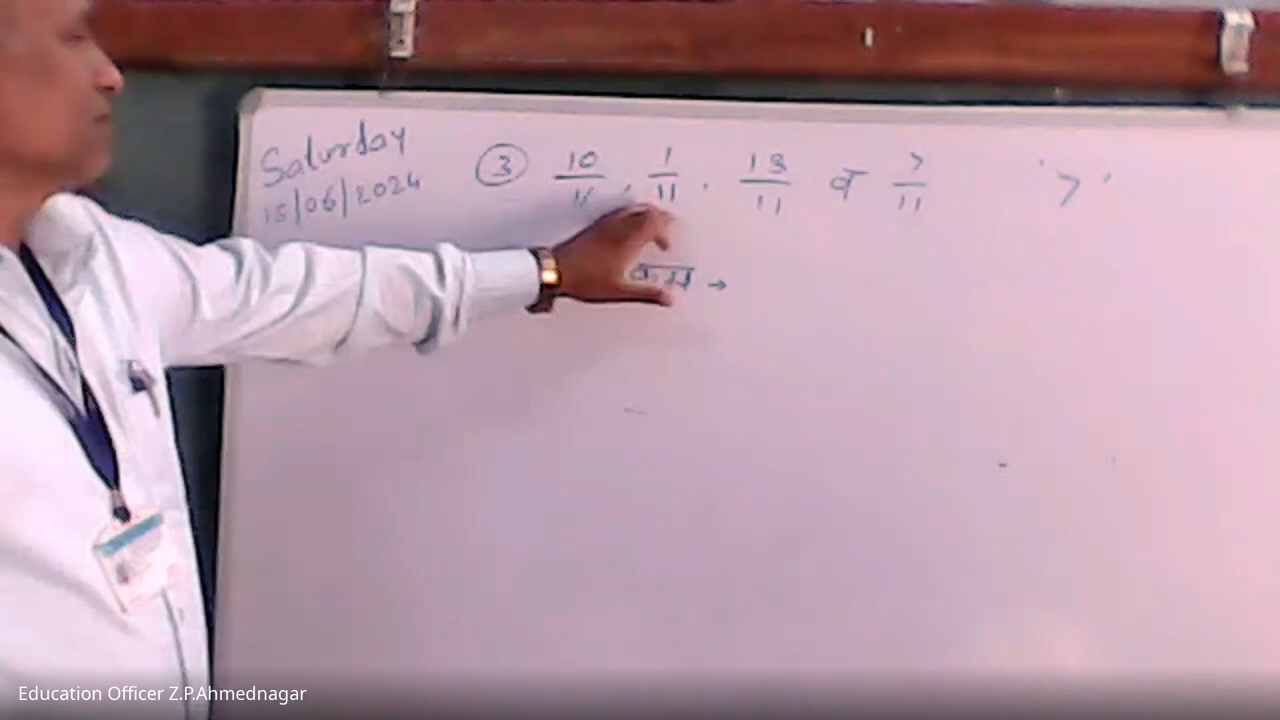 Saturday
15/06/2024
③ 10/11, 1/11, 13/11 व 7/11 '>'
→
Education Officer Z.P.Ahmednagar